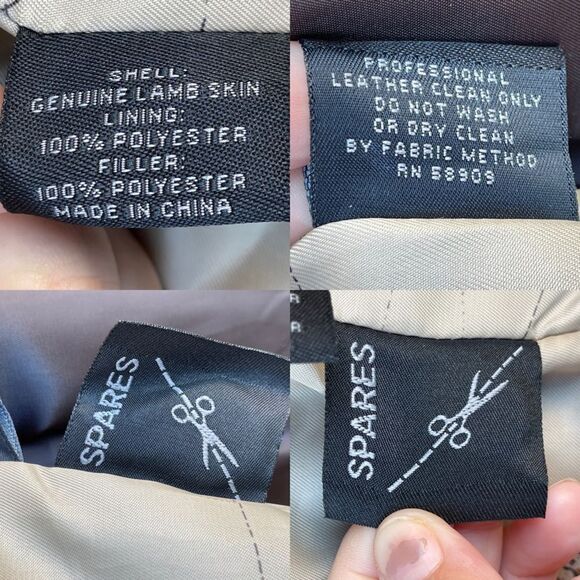 SHELL:
GENUINE LAMB SKIN
LINING:
100% POLYESTER
FILLER:
100% POLYESTER
MADE IN CHINA
PROFESSIONAL
LEATHER CLEAN ONLY
DO NOT WASH
OR DRY CLEAN
BY FABRIC METHOD
RN 58909
SPARES
R
R
SPARES